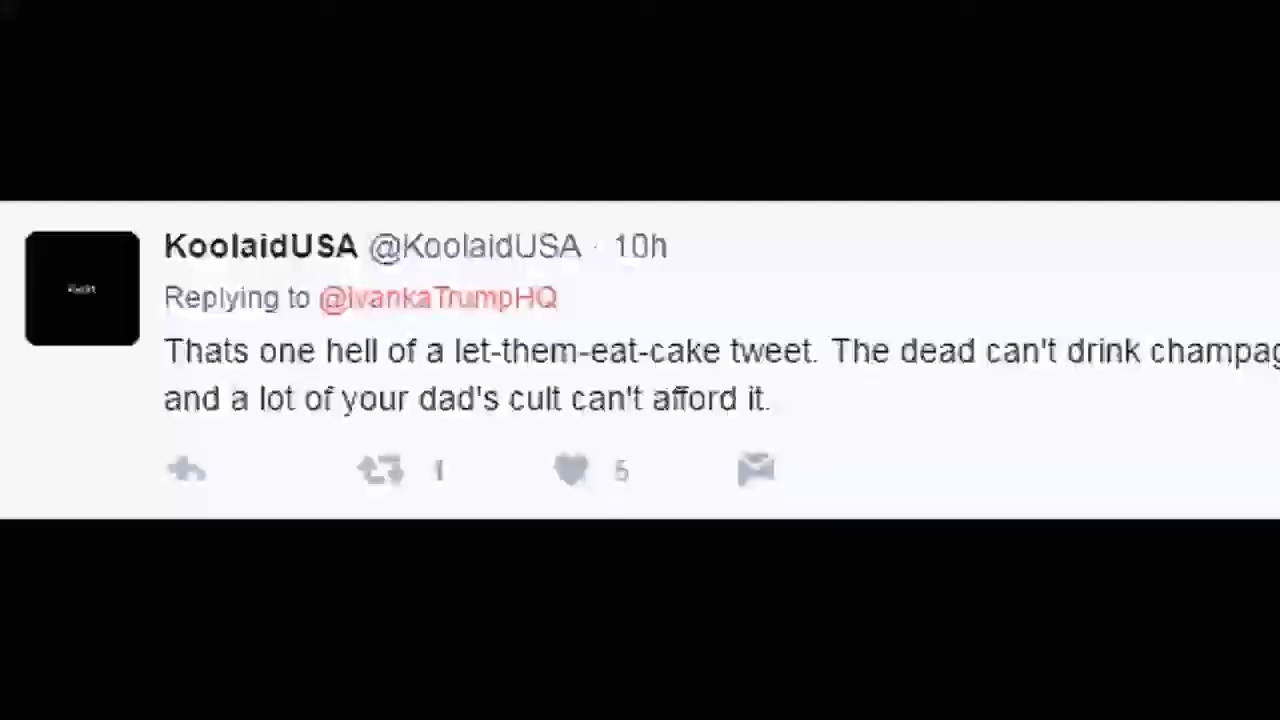 KoolaidUSA @KoolaidUSA · 10h
Replying to @IvankaTrumpHQ
Thats one hell of a let-them-eat-cake tweet. The dead can't drink champag
and a lot of your dad's cult can't afford it.
1 5